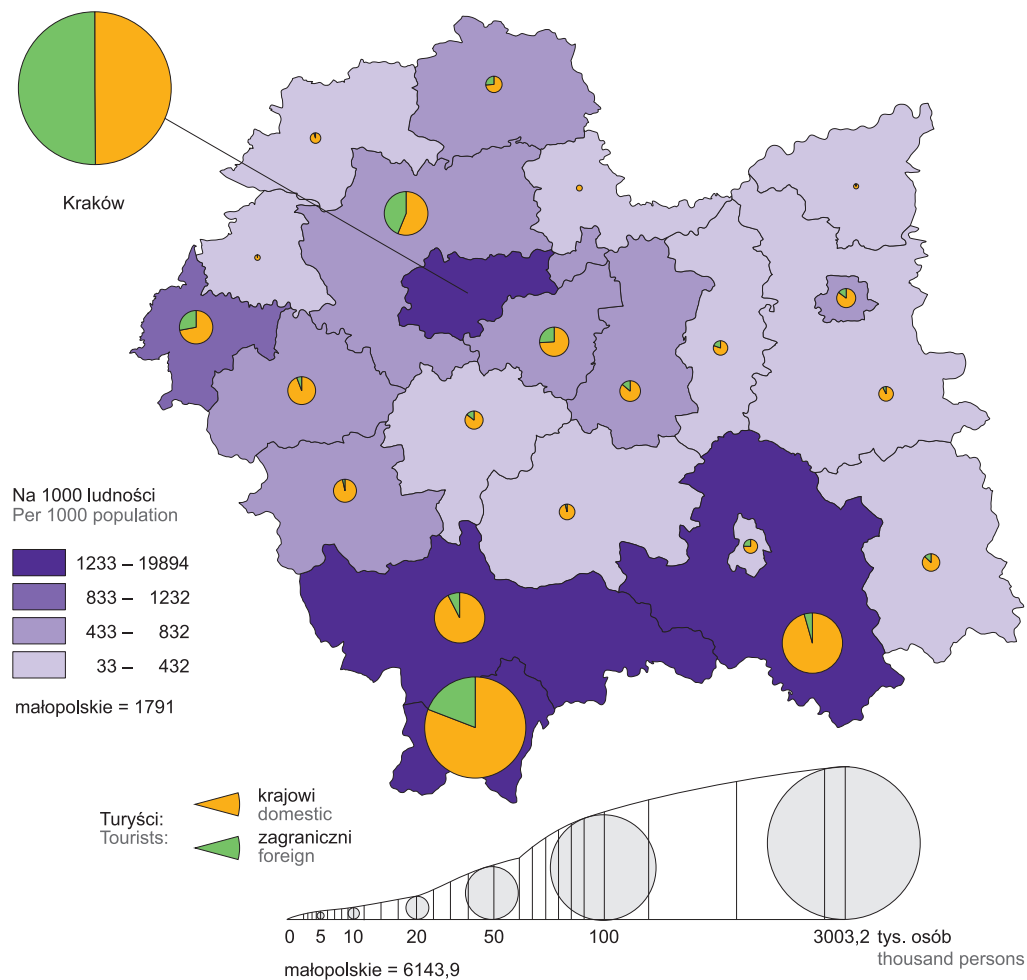 Kraków
Na 1000 ludności
Per 1000 population
1233 – 19894
833 – 1232
433 – 832
33 – 432
małopolskie = 1791
Turyści:
Tourists:
krajowi
domestic
zagraniczni
foreign
0 5 10 20 50 100 3003,2 tys. osób
thousand persons
małopolskie = 6143,9